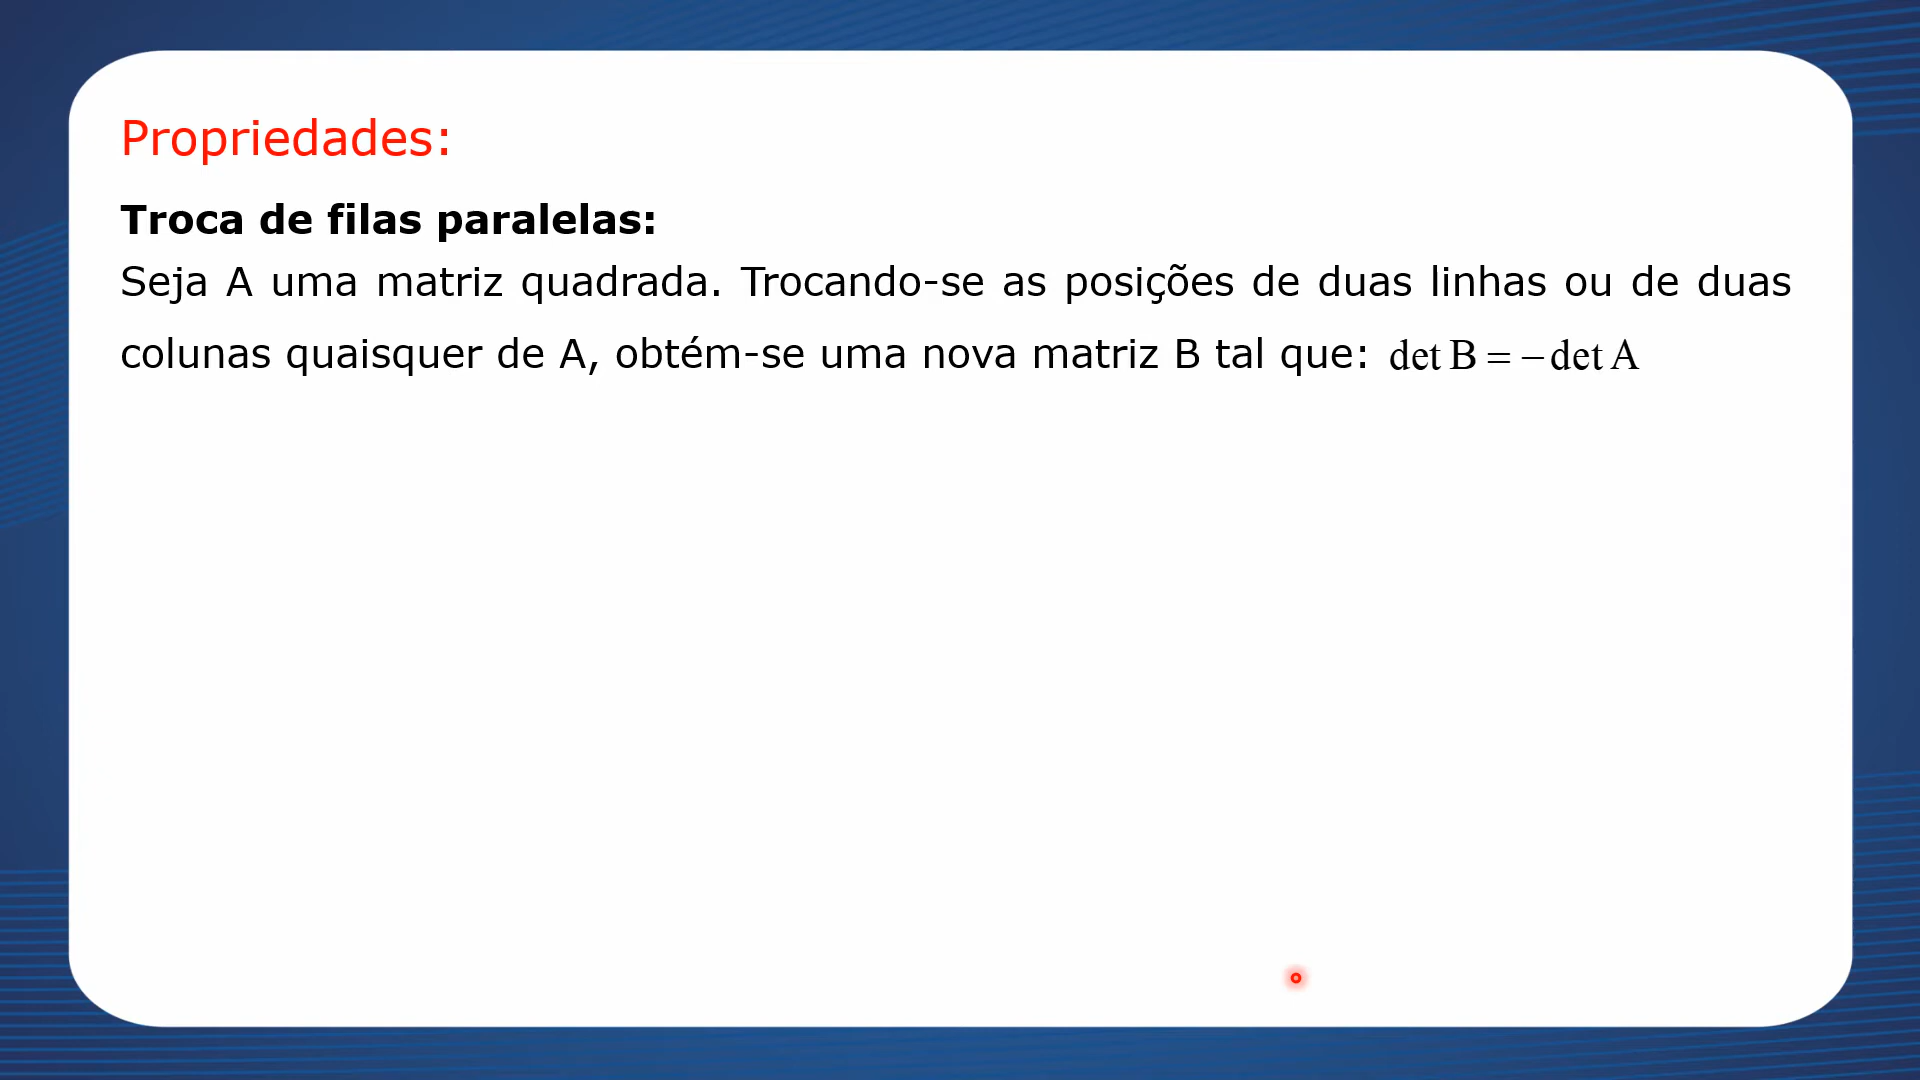 Propriedades:
Troca de filas paralelas:
Seja A uma matriz quadrada. Trocando-se as posições de duas linhas ou de duas
colunas quaisquer de A, obtém-se uma nova matriz B tal que: det B = − det A